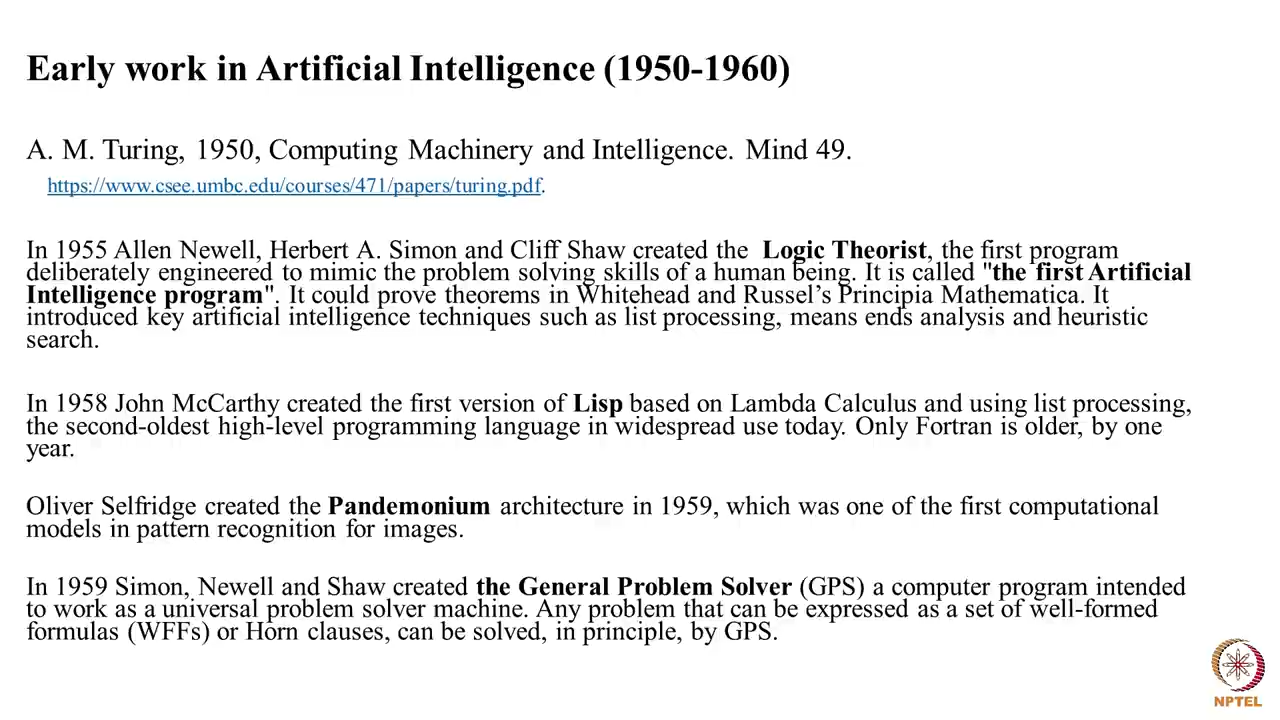 Early work in Artificial Intelligence (1950-1960)
A. M. Turing, 1950, Computing Machinery and Intelligence. Mind 49.
https://www.csee.umbc.edu/courses/471/papers/turing.pdf.
In 1955 Allen Newell, Herbert A. Simon and Cliff Shaw created the Logic Theorist, the first program
deliberately engineered to mimic the problem solving skills of a human being. It is called "the first Artificial
Intelligence program". It could prove theorems in Whitehead and Russel’s Principia Mathematica. It
introduced key artificial intelligence techniques such as list processing, means ends analysis and heuristic
search.
In 1958 John McCarthy created the first version of Lisp based on Lambda Calculus and using list processing,
the second-oldest high-level programming language in widespread use today. Only Fortran is older, by one
year.
Oliver Selfridge created the Pandemonium architecture in 1959, which was one of the first computational
models in pattern recognition for images.
In 1959 Simon, Newell and Shaw created the General Problem Solver (GPS) a computer program intended
to work as a universal problem solver machine. Any problem that can be expressed as a set of well-formed
formulas (WFFs) or Horn clauses, can be solved, in principle, by GPS.
NPTEL